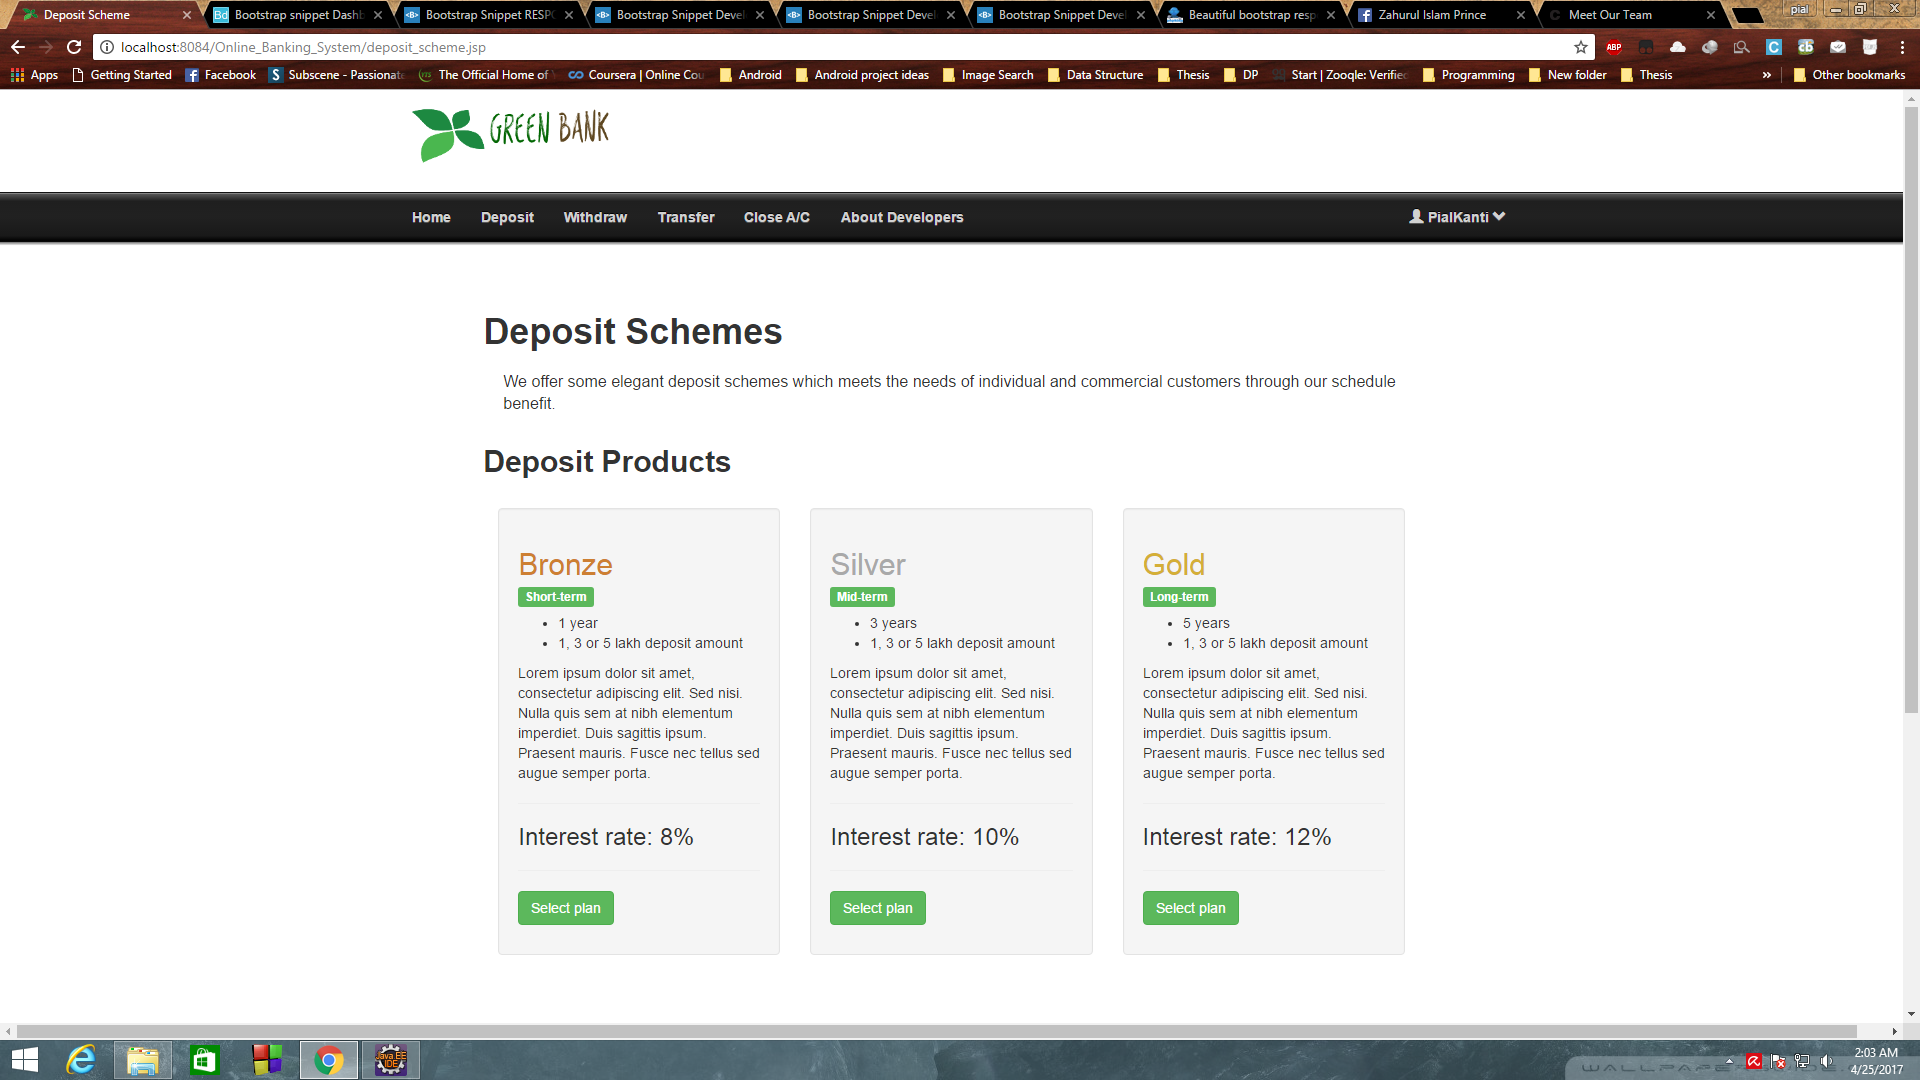 Deposit Scheme
Bootstrap snippet Dashb
Bootstrap Snippet RESPO
Bootstrap Snippet Devel
Bootstrap Snippet Devel
Bootstrap Snippet Devel
Beautiful bootstrap resp
Zahurul Islam Prince
Meet Our Team
pial
localhost:8084/Online_Banking_System/deposit_scheme.jsp
Apps
Getting Started
Facebook
Subscene - Passionate
The Official Home of
Coursera | Online Cou
Android
Android project ideas
Image Search
Data Structure
Thesis
DP
Start | Zooqle: Verified
Programming
New folder
Thesis
Other bookmarks
GREEN BANK
Home Deposit Withdraw Transfer Close A/C About Developers PialKanti
Deposit Schemes
We offer some elegant deposit schemes which meets the needs of individual and commercial customers through our schedule
benefit.
Deposit Products
Bronze
Short-term
1 year
1, 3 or 5 lakh deposit amount
Lorem ipsum dolor sit amet,
consectetur adipiscing elit. Sed nisi.
Nulla quis sem at nibh elementum
imperdiet. Duis sagittis ipsum.
Praesent mauris. Fusce nec tellus sed
augue semper porta.
Interest rate: 8%
Select plan
Silver
Mid-term
3 years
1, 3 or 5 lakh deposit amount
Lorem ipsum dolor sit amet,
consectetur adipiscing elit. Sed nisi.
Nulla quis sem at nibh elementum
imperdiet. Duis sagittis ipsum.
Praesent mauris. Fusce nec tellus sed
augue semper porta.
Interest rate: 10%
Select plan
Gold
Long-term
5 years
1, 3 or 5 lakh deposit amount
Lorem ipsum dolor sit amet,
consectetur adipiscing elit. Sed nisi.
Nulla quis sem at nibh elementum
imperdiet. Duis sagittis ipsum.
Praesent mauris. Fusce nec tellus sed
augue semper porta.
Interest rate: 12%
Select plan
Java EE
IDE
2:03 AM
4/25/2017